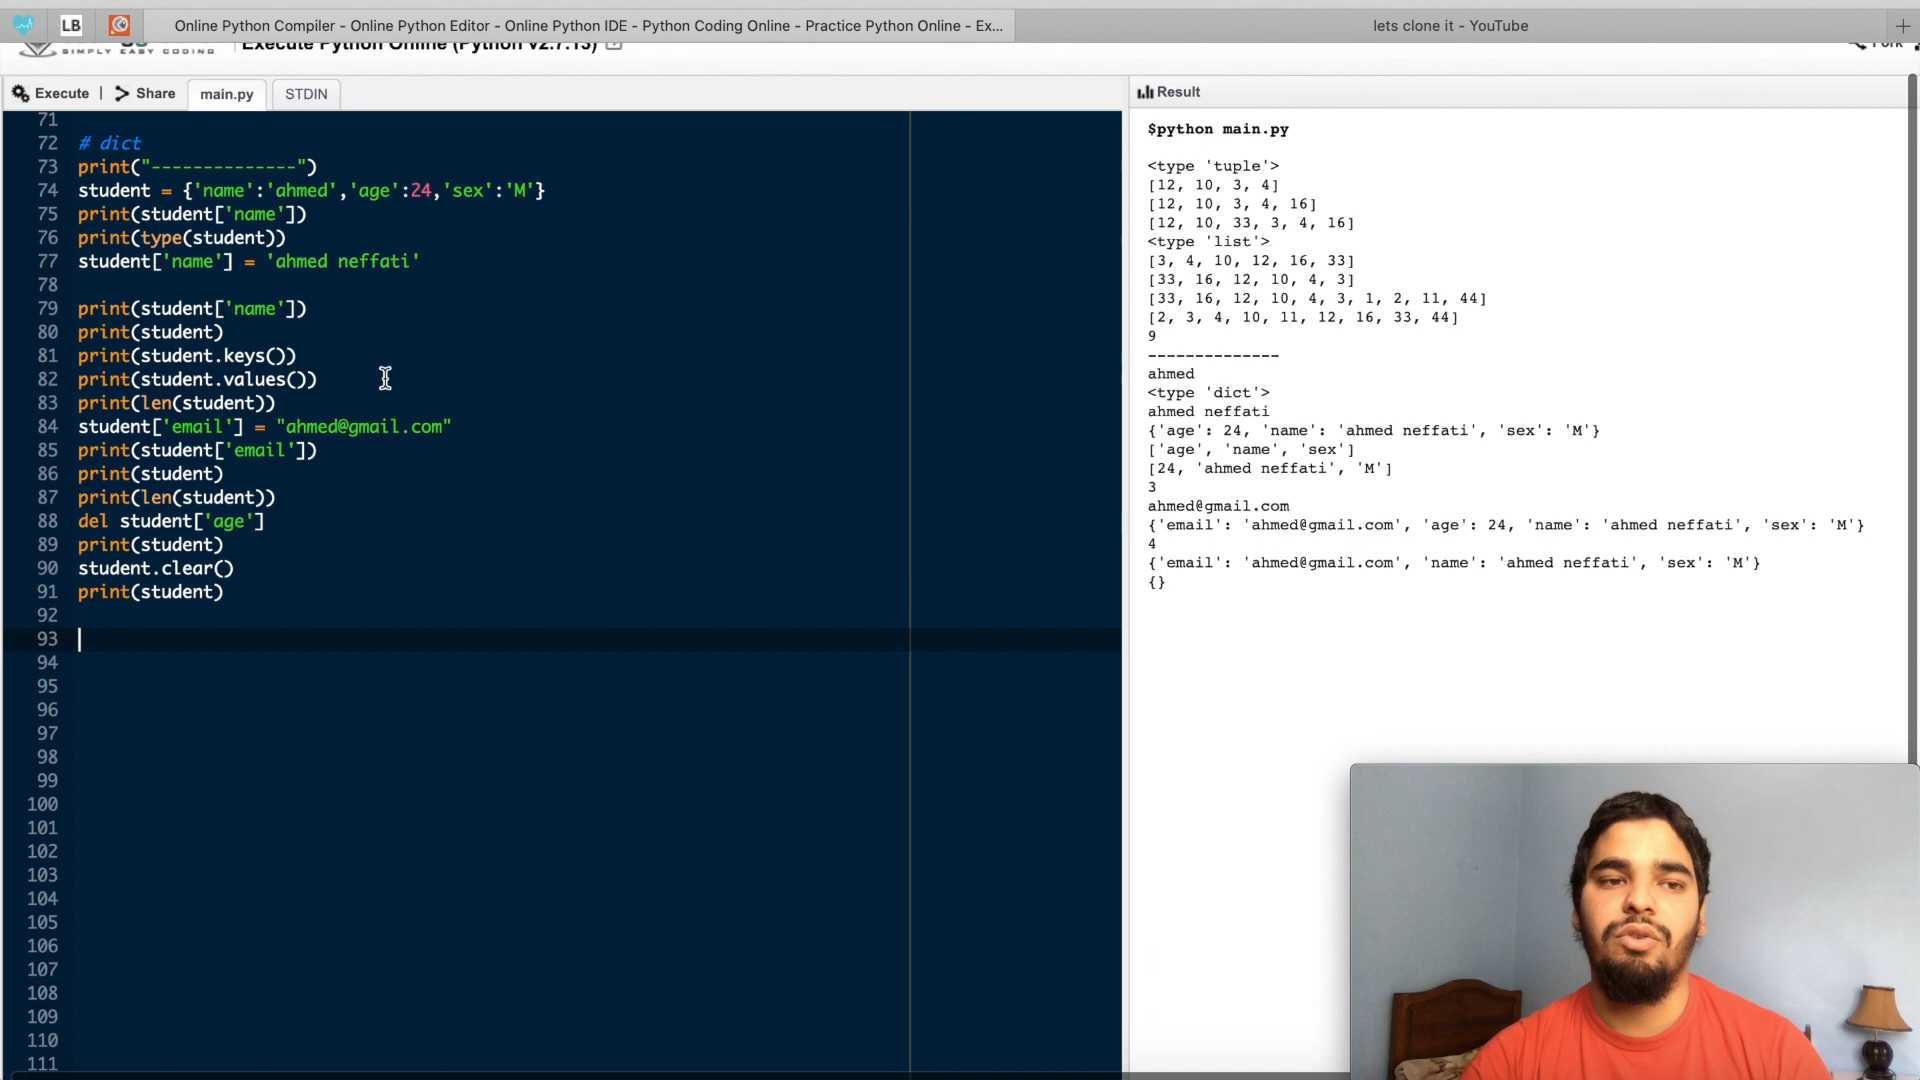 LB
Online Python Compiler - Online Python Editor - Online Python IDE - Python Coding Online - Practice Python Online - Ex...
lets clone it - YouTube
SIMPLY EASY CODING
Execute Python Online (Python v2.7.13)
Fork
Execute | Share main.py STDIN
71
72 # dict
73 print("--------------")
74 student = {'name':'ahmed','age':24,'sex':'M'}
75 print(student['name'])
76 print(type(student))
77 student['name'] = 'ahmed neffati'
78
79 print(student['name'])
80 print(student)
81 print(student.keys())
82 print(student.values())
83 print(len(student))
84 student['email'] = "ahmed@gmail.com"
85 print(student['email'])
86 print(student)
87 print(len(student))
88 del student['age']
89 print(student)
90 student.clear()
91 print(student)
92
93
94
95
96
97
98
99
100
101
102
103
104
105
106
107
108
109
110
111
Result
$python main.py
<type 'tuple'>
[12, 10, 3, 4]
[12, 10, 3, 4, 16]
[12, 10, 33, 3, 4, 16]
<type 'list'>
[3, 4, 10, 12, 16, 33]
[33, 16, 12, 10, 4, 3]
[33, 16, 12, 10, 4, 3, 1, 2, 11, 44]
[2, 3, 4, 10, 11, 12, 16, 33, 44]
9
--------------
ahmed
<type 'dict'>
ahmed neffati
{'age': 24, 'name': 'ahmed neffati', 'sex': 'M'}
['age', 'name', 'sex']
[24, 'ahmed neffati', 'M']
3
ahmed@gmail.com
{'email': 'ahmed@gmail.com', 'age': 24, 'name': 'ahmed neffati', 'sex': 'M'}
4
{'email': 'ahmed@gmail.com', 'name': 'ahmed neffati', 'sex': 'M'}
{}